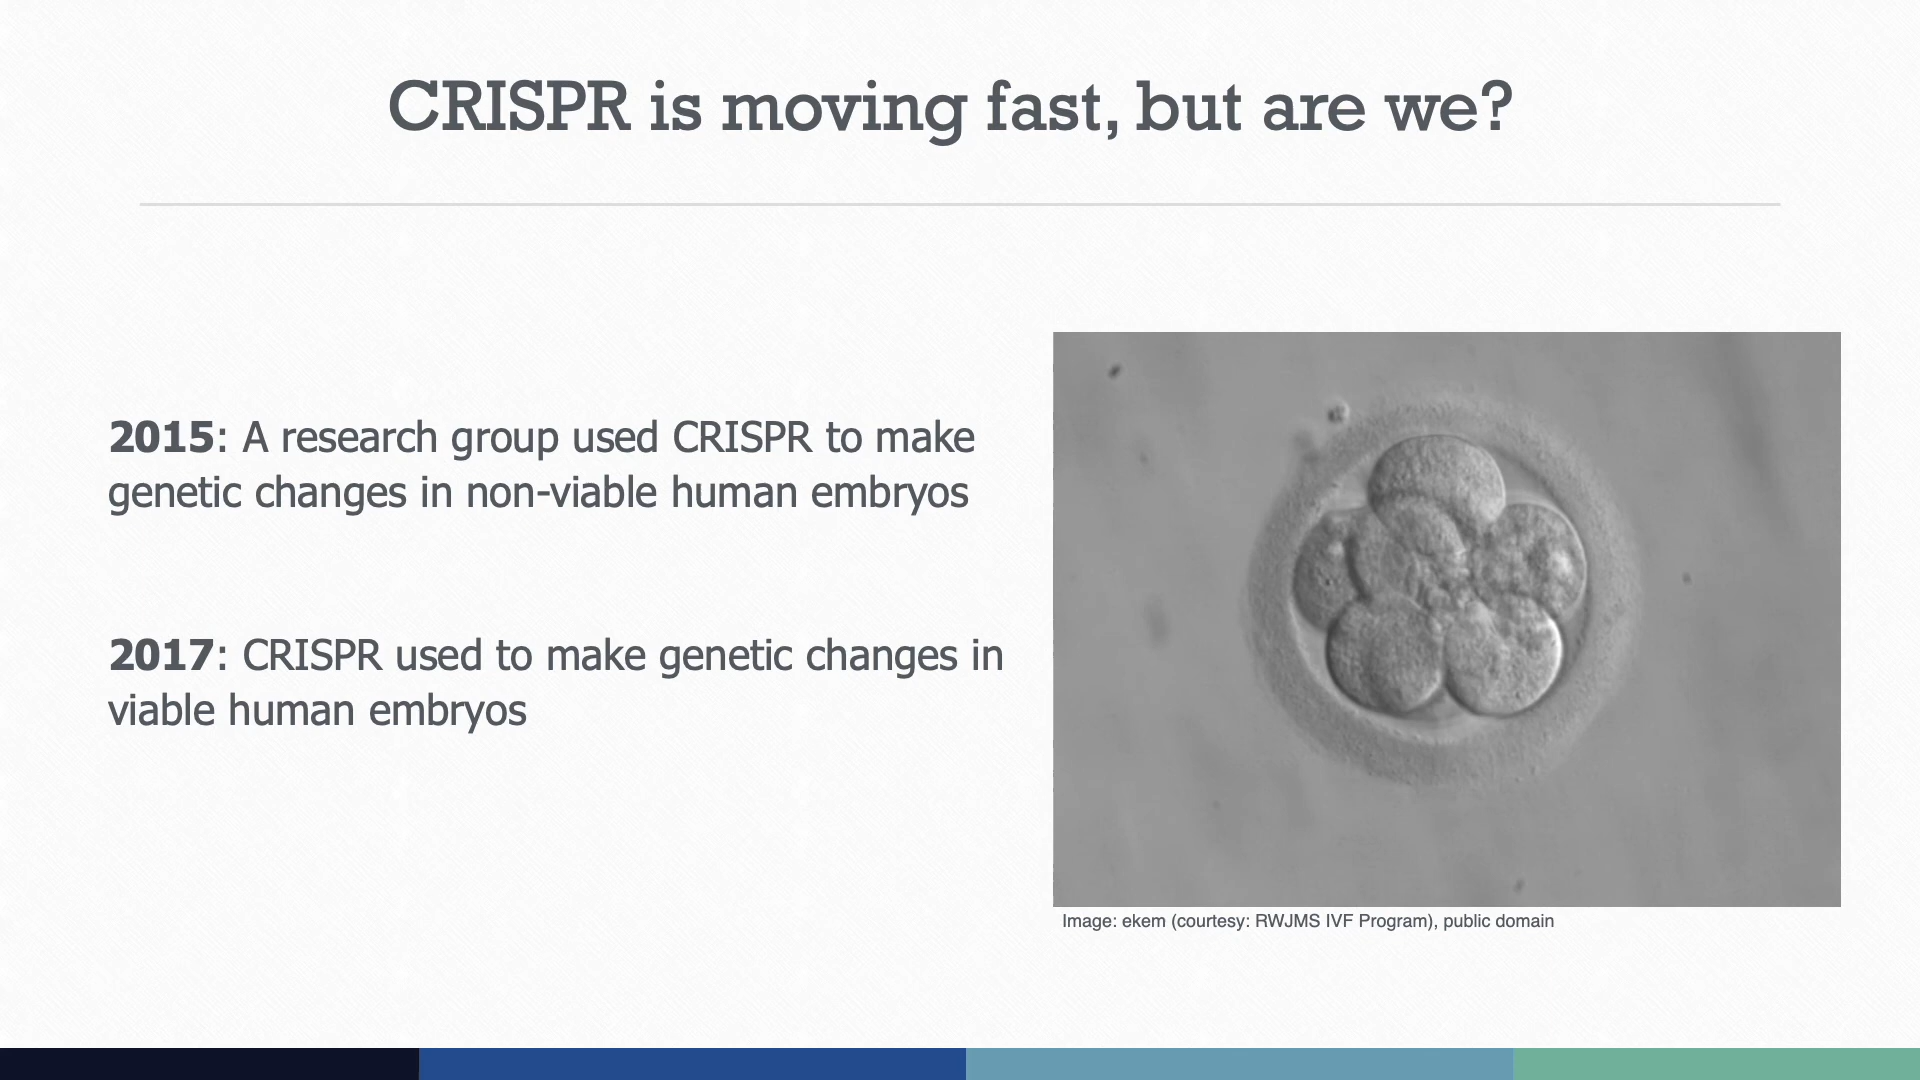 CRISPR is moving fast, but are we?
2015: A research group used CRISPR to make
genetic changes in non-viable human embryos
2017: CRISPR used to make genetic changes in
viable human embryos
Image: ekem (courtesy: RWJMS IVF Program), public domain